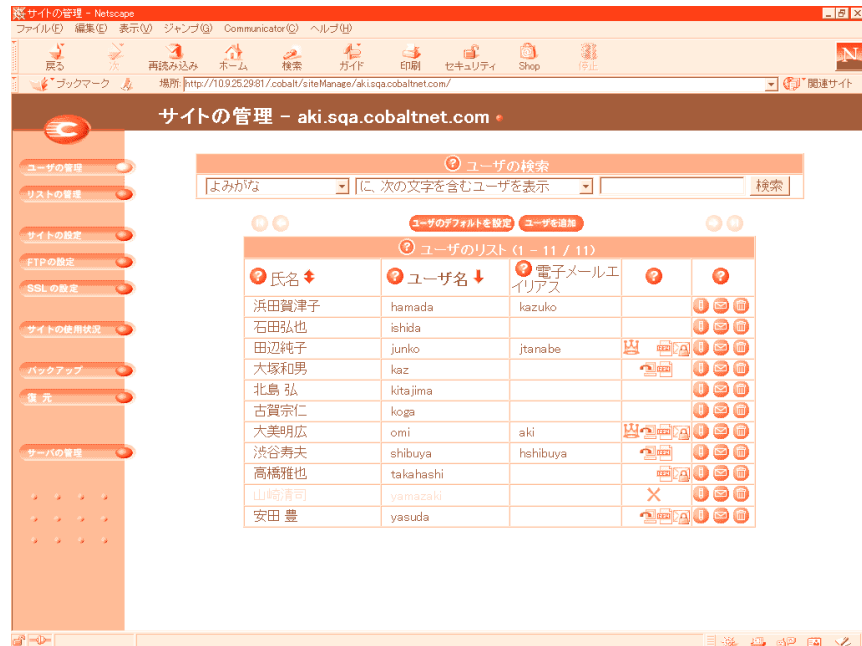 サイトの管理 - Netscape
ファイル(F) 編集(E) 表示(V) ジャンプ(G) Communicator(C) ヘルプ(H)
戻る 次 再読み込み ホーム 検索 ガイド 印刷 セキュリティ Shop 停止
ブックマーク 場所: http://10.9.25.29:81/.cobalt/siteManage/aki.sqa.cobaltnet.com/ 関連サイト
サイトの管理 - aki.sqa.cobaltnet.com
ユーザの管理
リストの管理
サイトの設定
FTPの設定
SSLの設定
サイトの使用状況
バックアップ
復元
サーバの管理
ユーザの検索
よみがな に、次の文字を含むユーザを表示 検索
ユーザのデフォルトを設定 ユーザを追加
ユーザのリスト (1 - 11 / 11)
氏名 ユーザ名 電子メールエイリアス
浜田賀津子 hamada kazuko
石田弘也 ishida
田辺純子 junko jtanabe
大塚和男 kaz
北島 弘 kitajima
古賀宗仁 koga
大美明広 omi aki
渋谷寿夫 shibuya hshibuya
高橋雅也 takahashi
山崎清司 yamazaki
安田 豊 yasuda